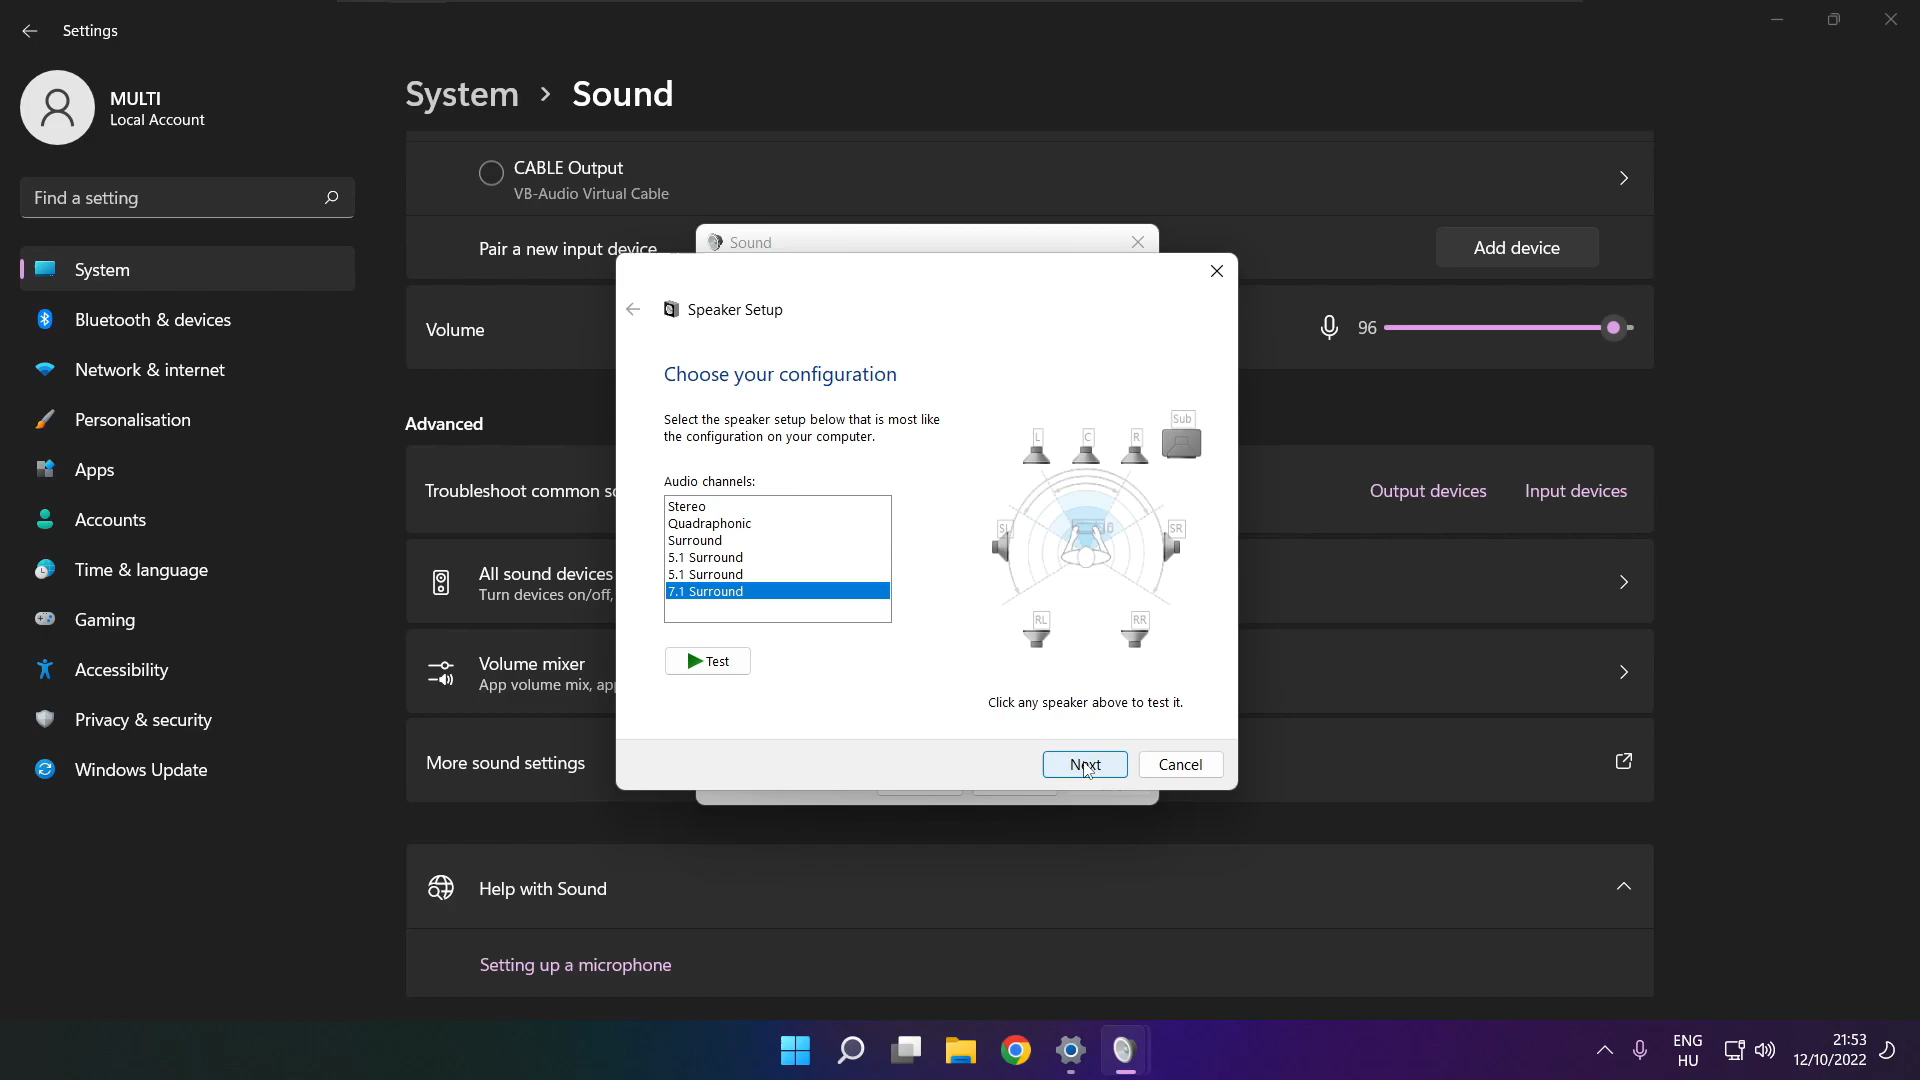 Settings
MULTI
Local Account
Find a setting
System
Bluetooth & devices
Network & internet
Personalisation
Apps
Accounts
Time & language
Gaming
Accessibility
Privacy & security
Windows Update
System > Sound
CABLE Output
VB-Audio Virtual Cable
Pair a new input device
Add device
Volume
96
Advanced
Troubleshoot common
Output devices
Input devices
All sound devices
Turn devices on/off,
Volume mixer
App volume mix,
More sound settings
Help with Sound
Setting up a microphone
Sound
Speaker Setup
Choose your configuration
Select the speaker setup below that is most like
the configuration on your computer.
Audio channels:
Stereo
Quadraphonic
Surround
5.1 Surround
5.1 Surround
7.1 Surround
Test
L
C
R
Sub
SL
SR
RL
RR
Click any speaker above to test it.
Next
Cancel
ENG
HU
21:53
12/10/2022